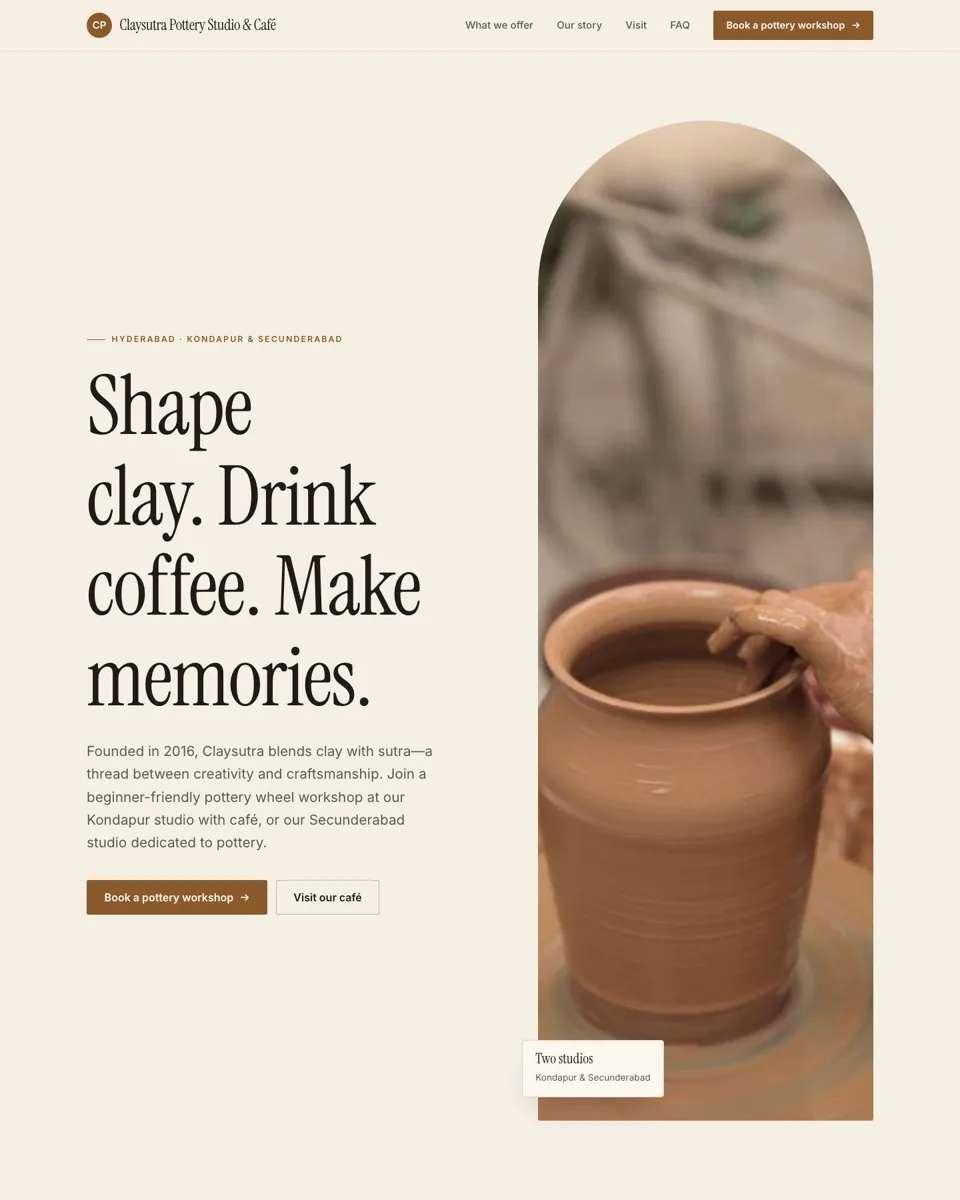 CP Claysutra Pottery Studio & Café What we offer Our story Visit FAQ Book a pottery workshop →
HYDERABAD · KONDAPUR & SECUNDERABAD
Shape
clay. Drink
coffee. Make
memories.
Founded in 2016, Claysutra blends clay with sutra—a
thread between creativity and craftsmanship. Join a
beginner-friendly pottery wheel workshop at our
Kondapur studio with café, or our Secunderabad
studio dedicated to pottery.
Book a pottery workshop → Visit our café
Two studios
Kondapur & Secunderabad